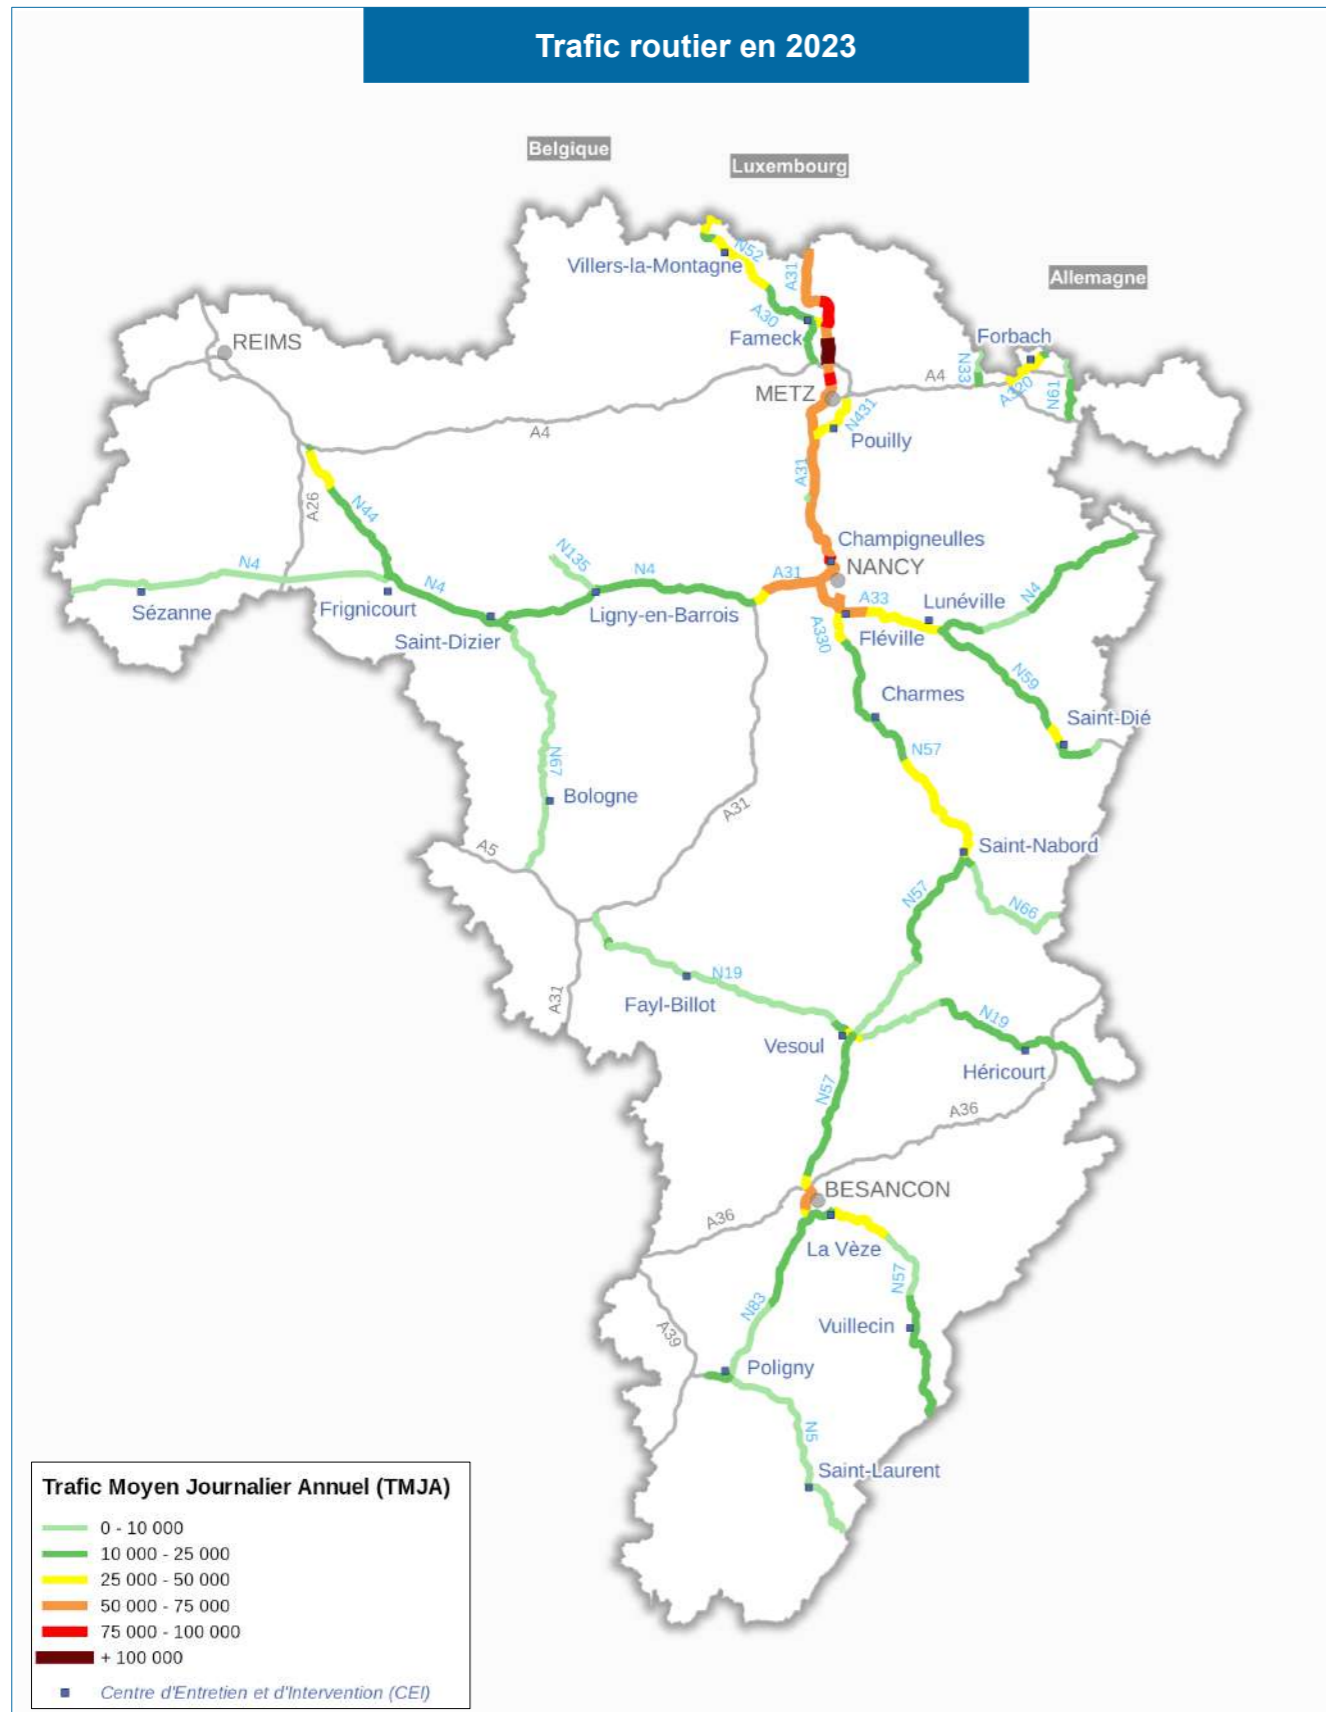 Trafic routier en 2023
Belgique
Luxembourg
Allemagne
N52
Villers-la-Montagne
A31
A30
Fameck
Forbach
REIMS
N33
A320
N61
A4
METZ
N431
Pouilly
A4
A31
A26
N44
Champigneulles
NANCY
N135
N4
A31
N4
Sézanne
Frignicourt
N4
Saint-Dizier
Ligny-en-Barrois
A33
Lunéville
N4
A330
Fléville
N59
Charmes
Saint-Dié
N57
N67
Bologne
A31
A5
Saint-Nabord
N57
N66
N19
Fayl-Billot
A31
N19
Vesoul
Héricourt
N57
A36
BESANCON
A36
La Vèze
N57
N83
Vuillecin
A39
Poligny
N5
Saint-Laurent
Trafic Moyen Journalier Annuel (TMJA)
0 - 10 000
10 000 - 25 000
25 000 - 50 000
50 000 - 75 000
75 000 - 100 000
+ 100 000
Centre d'Entretien et d'Intervention (CEI)